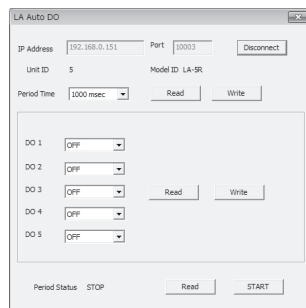 LA Auto DO
IP Address 192.168.0.151 Port 10003 Disconnect
Unit ID 5 Model ID LA-5R
Period Time 1000 msec Read Write
DO 1 OFF
DO 2 OFF
DO 3 OFF Read Write
DO 4 OFF
DO 5 OFF
Period Status STOP Read START